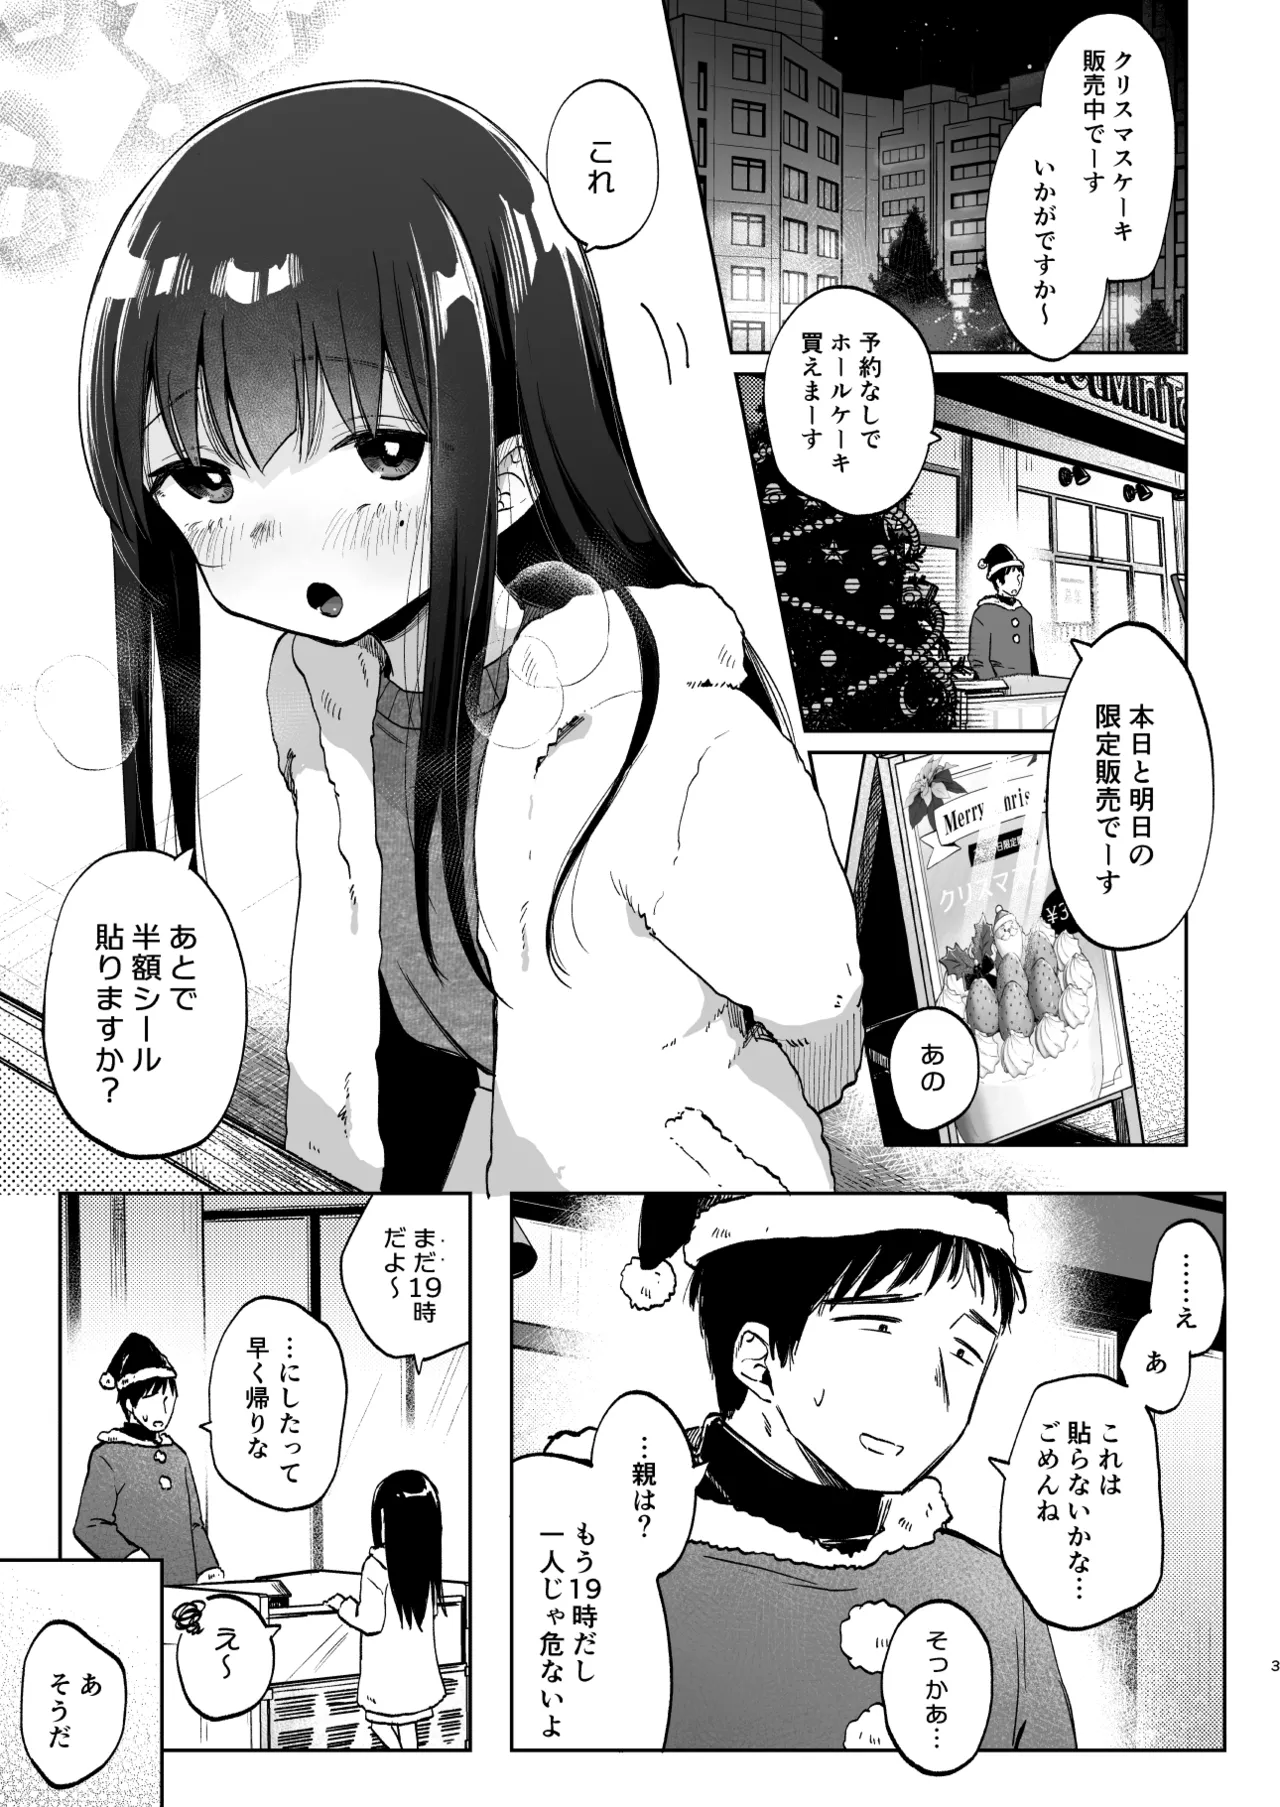 クリスマスケーキ
販売中でーす
いかがですか〜
予約なしで
ホールケーキ
買えまーす
本日と明日の
限定販売でーす
Merry
クリスマス
¥3
あの
これ
あとで
半額シール
貼りますか？
……え
あ
これは
貼らないかな…
ごめんね
そっかあ…
…親は？
もう19時だし
一人じゃ危ないよ
まだ19時
だよ〜
…にしたって
早く帰りな
え〜
あ
そうだ
3